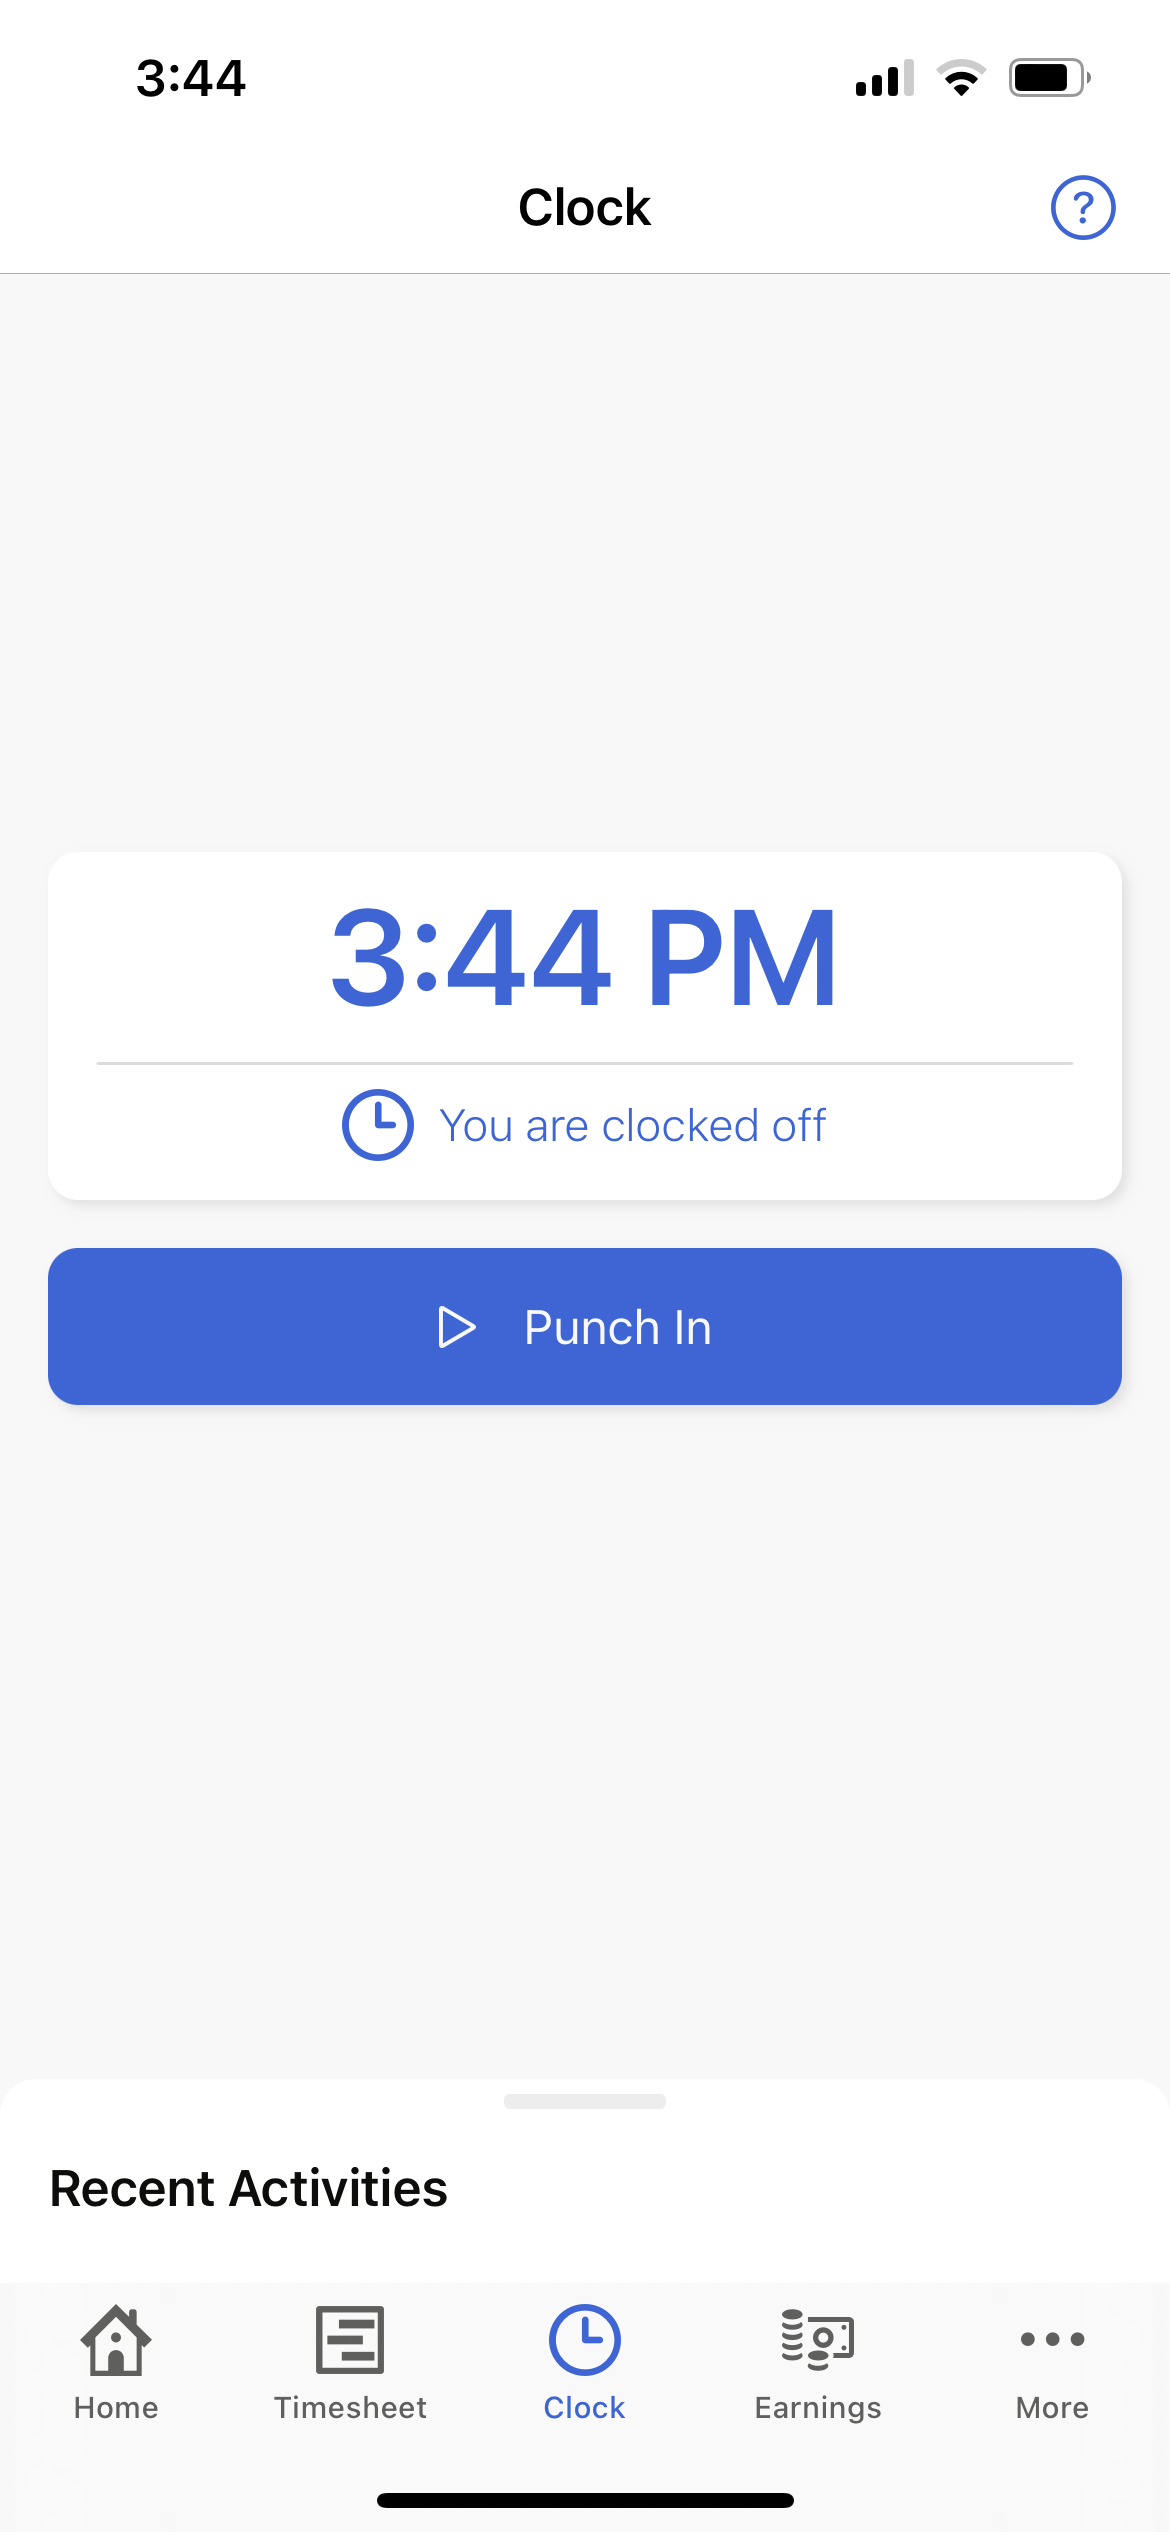 3:44
Clock
?
3:44 PM
You are clocked off
Punch In
Recent Activities
Home
Timesheet
Clock
Earnings
More